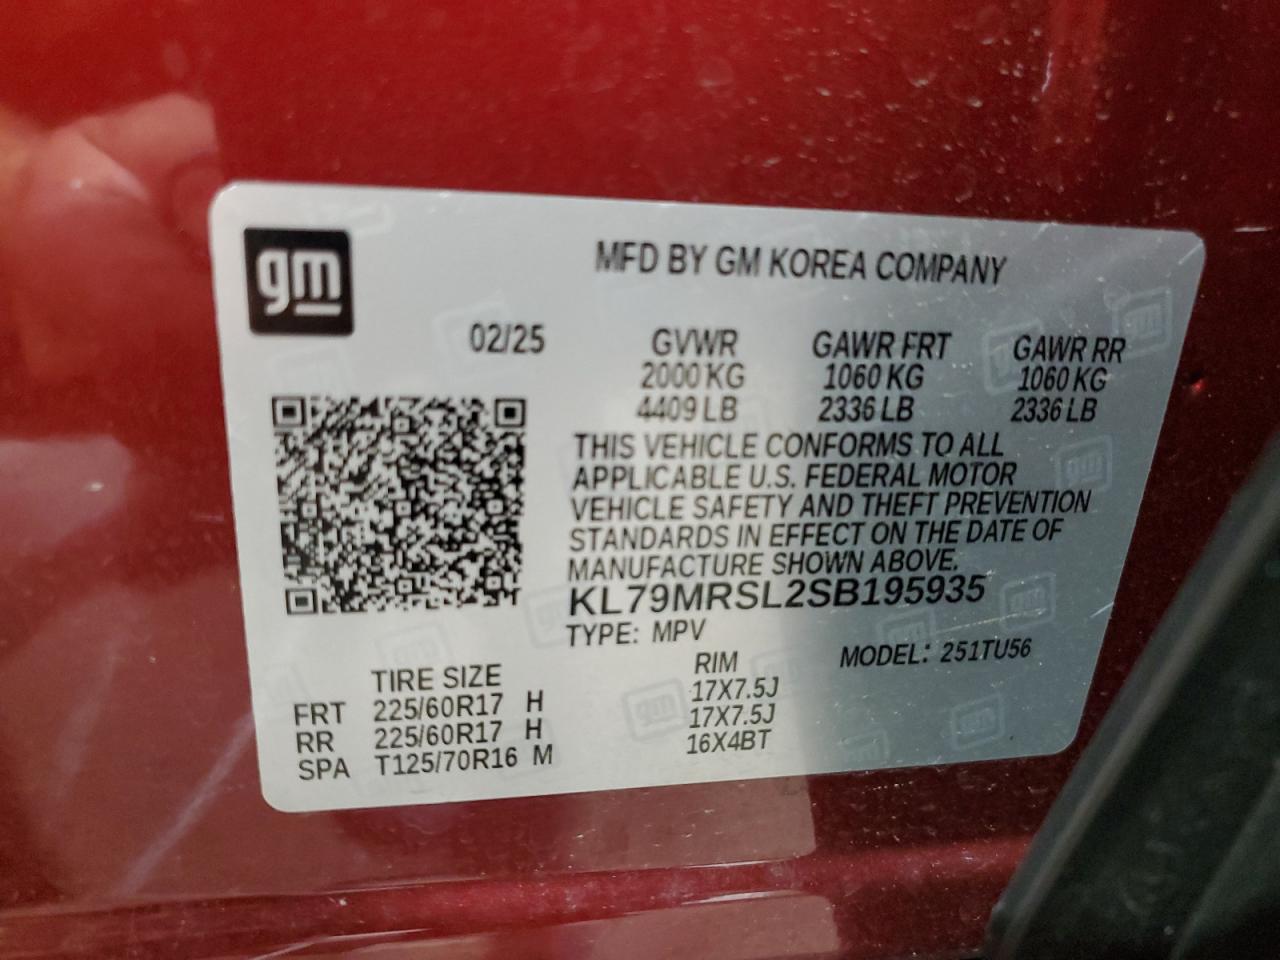 gm
MFD BY GM KOREA COMPANY
02/25 GVWR GAWR FRT GAWR RR
2000 KG 1060 KG 1060 KG
4409 LB 2336 LB 2336 LB
THIS VEHICLE CONFORMS TO ALL
APPLICABLE U.S. FEDERAL MOTOR
VEHICLE SAFETY AND THEFT PREVENTION
STANDARDS IN EFFECT ON THE DATE OF
MANUFACTURE SHOWN ABOVE.
KL79MRSL2SB195935
TYPE: MPV MODEL: 251TU56
TIRE SIZE RIM
FRT 225/60R17 H 17X7.5J
RR 225/60R17 H 17X7.5J
SPA T125/70R16 M 16X4BT